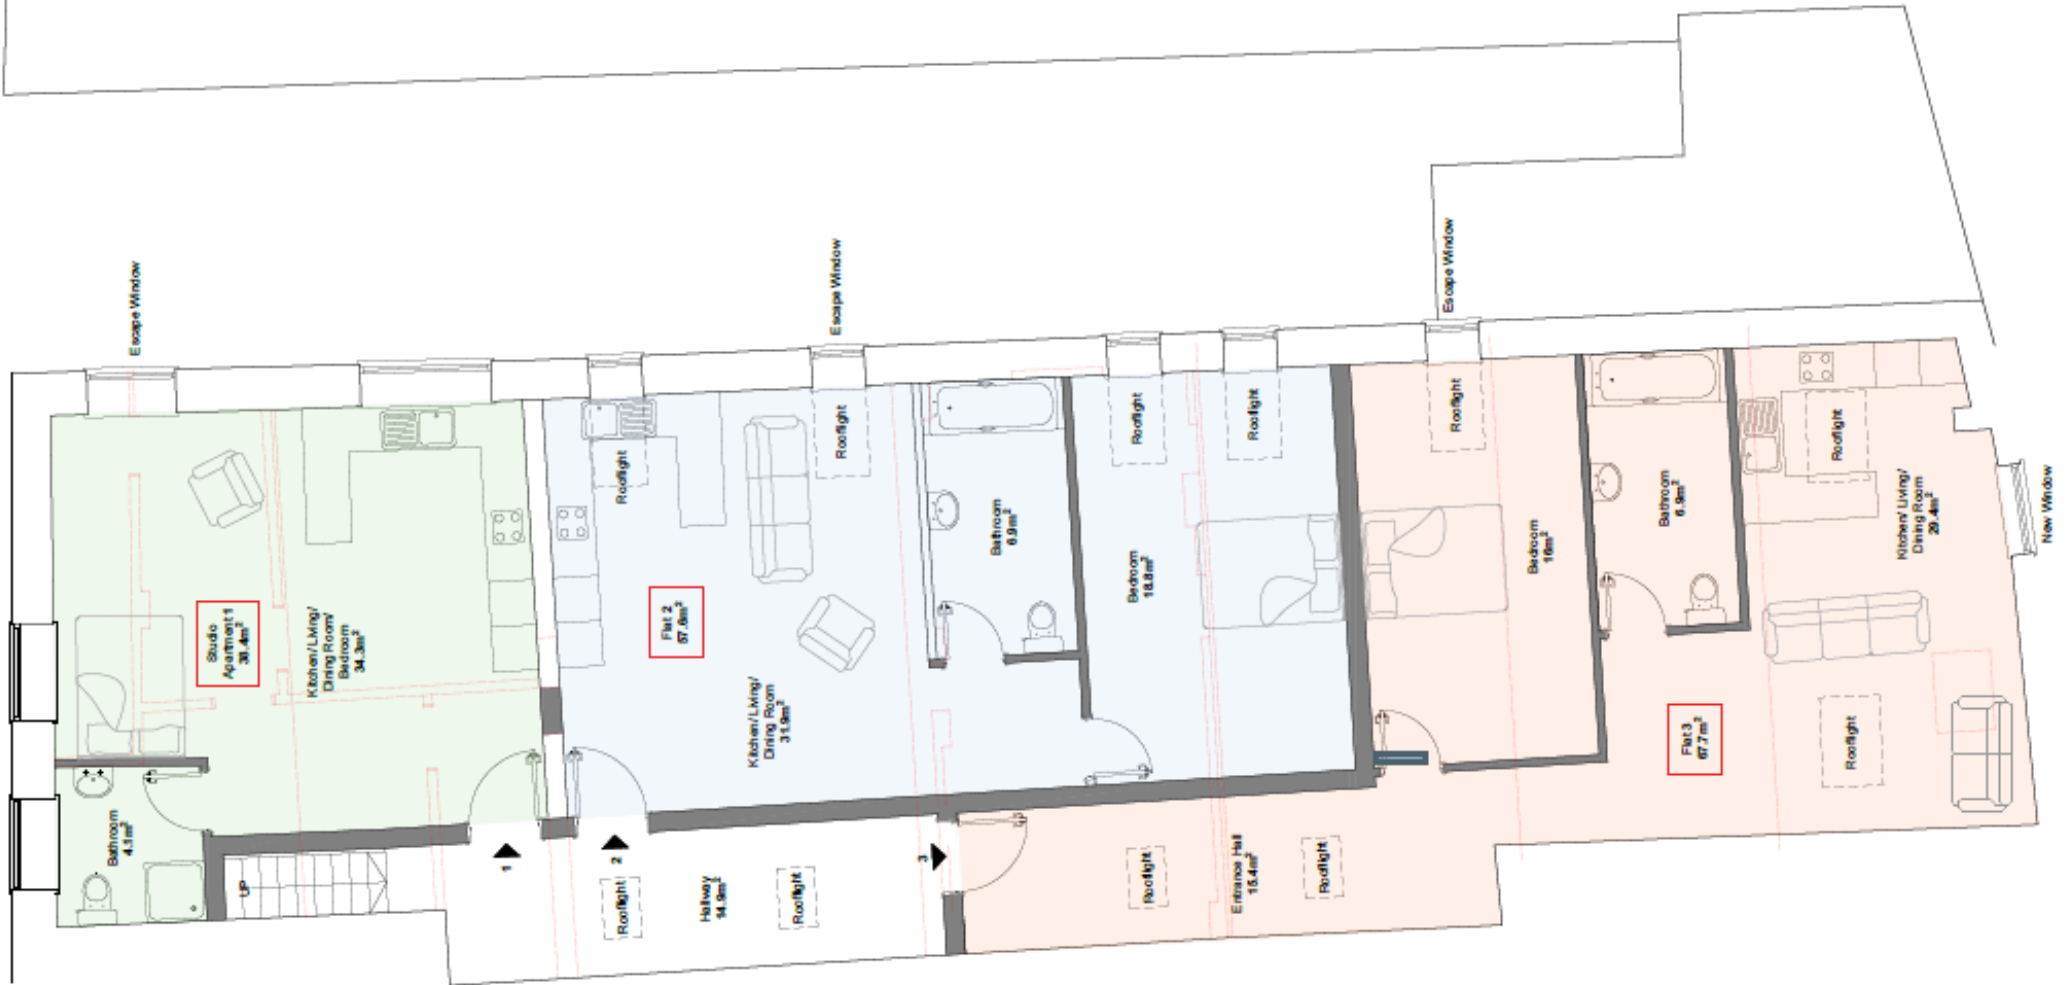 Escape Window
Escape Window
Escape Window
New Window
Studio
Apartment 1
38.4m²
Kitchen/Living/
Dining Room/
Bedroom
34.3m²
Bathroom
4.1m²
UP
1
2
3
Rooflight
Rooflight
Flat 2
57.6m²
Kitchen/Living/
Dining Room
31.9m²
Bathroom
6.9m²
Rooflight
Rooflight
Bedroom
18.8m²
Rooflight
Rooflight
Hallway
14.9m²
Rooflight
Rooflight
Entrance Hall
15.4m²
Rooflight
Rooflight
Bedroom
16m²
Bathroom
6.9m²
Rooflight
Kitchen/Living/
Dining Room
29.4m²
Flat 3
67.7m²
Rooflight
Rooflight